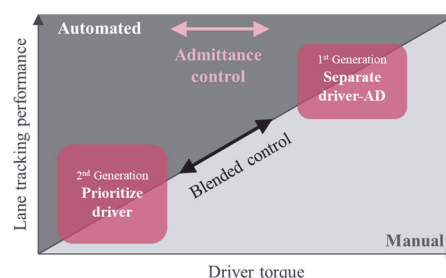 Automated
Admittance
control
1st Generation
Separate
driver-AD
Lane tracking performance
Blended control
2nd Generation
Prioritize
driver
Manual
Driver torque